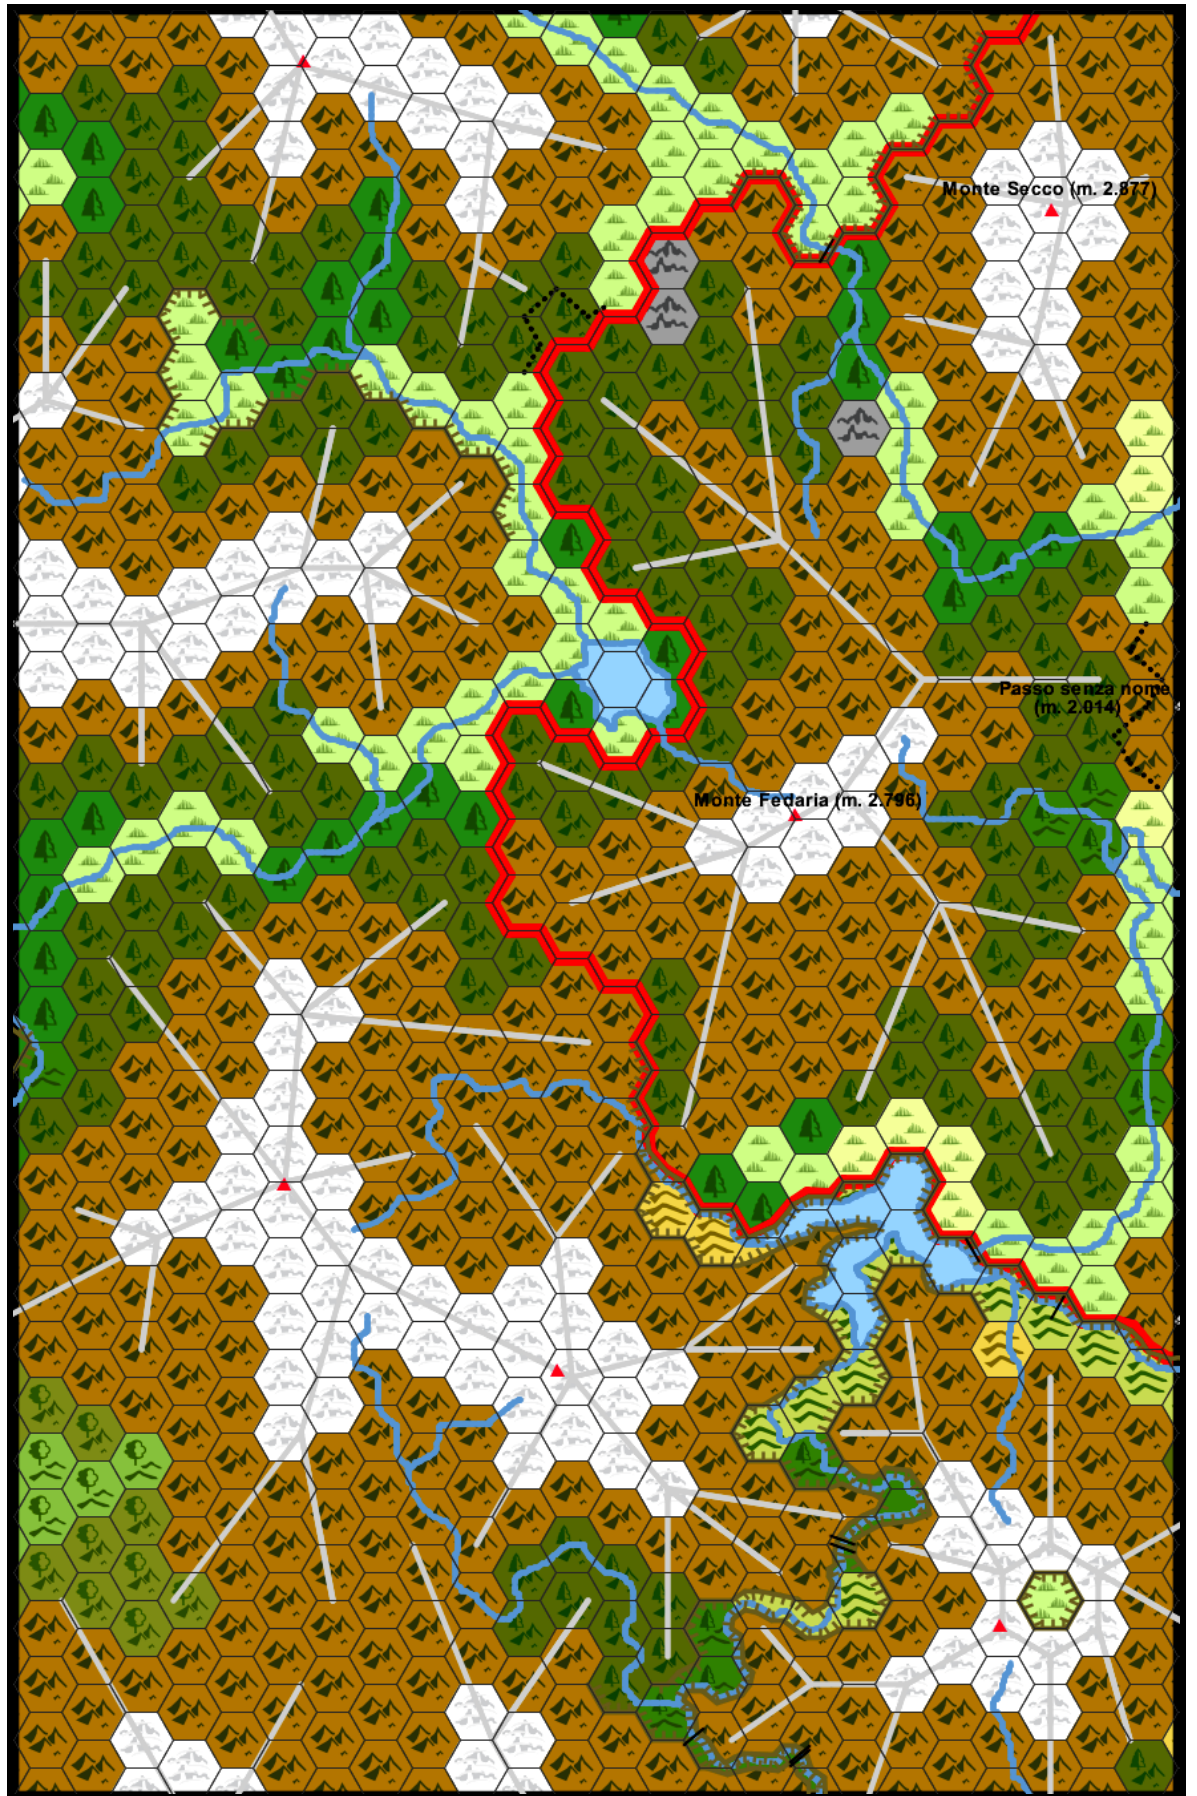 Monte Secco (m. 2.877)
Passo senza nome
(m. 2.014)
Monte Fedaria (m. 2.796)